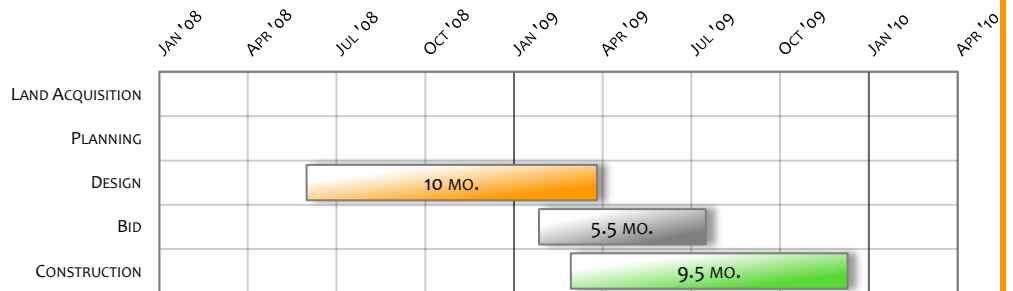 Jan '08
Apr '08
Jul '08
Oct '08
Jan '09
Apr '09
Jul '09
Oct '09
Jan '10
Apr '10
Land Acquisition
Planning
Design
10 mo.
Bid
5.5 mo.
Construction
9.5 mo.